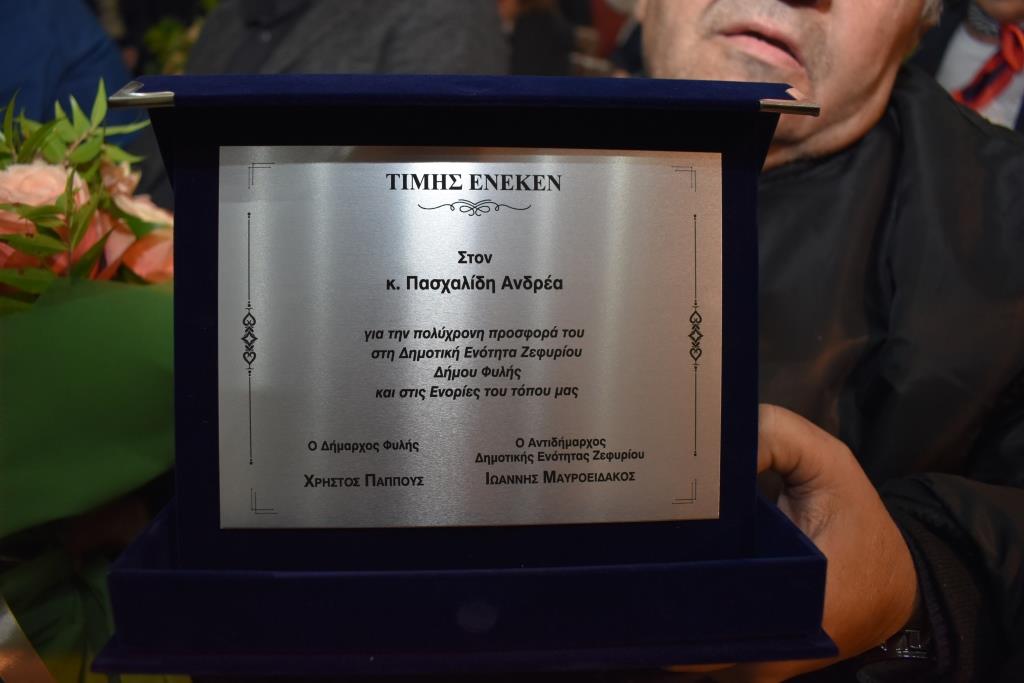 ΤΙΜΗΣ ΕΝΕΚΕΝ
Στον
κ. Πασχαλίδη Ανδρέα
για την πολύχρονη προσφορά του
στη Δημοτική Ενότητα Ζεφυρίου
Δήμου Φυλής
και στις Ενορίες του τόπου μας
Ο Δήμαρχος Φυλής
ΧΡΗΣΤΟΣ ΠΑΠΠΟΥΣ
Ο Αντιδήμαρχος
Δημοτικής Ενότητας Ζεφυρίου
ΙΩΑΝΝΗΣ ΜΑΥΡΟΕΙΔΑΚΟΣ